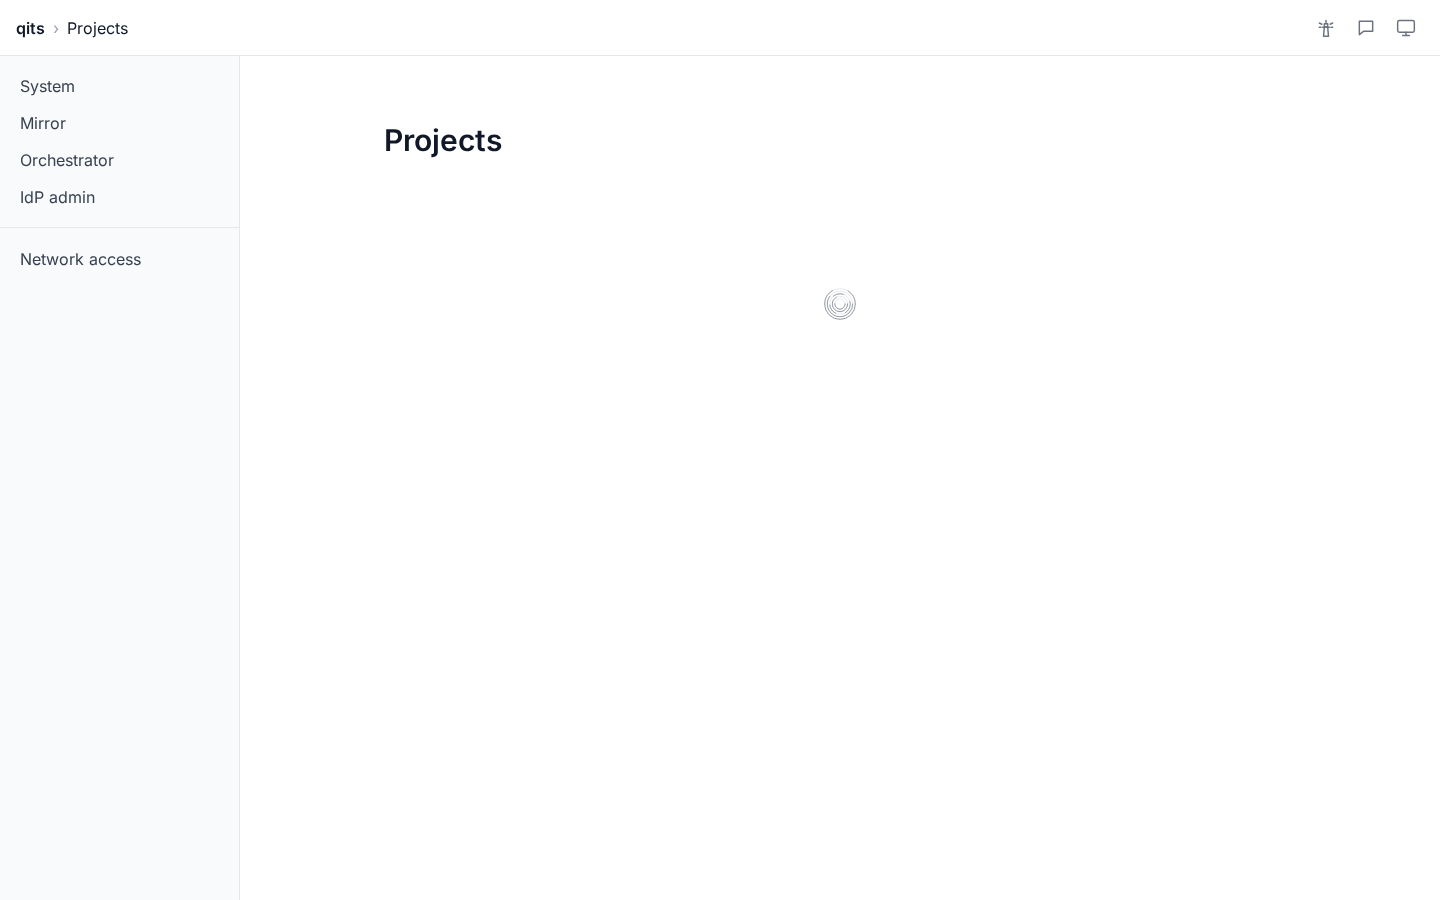 qits › Projects
System
Mirror
Orchestrator
IdP admin
Network access
Projects